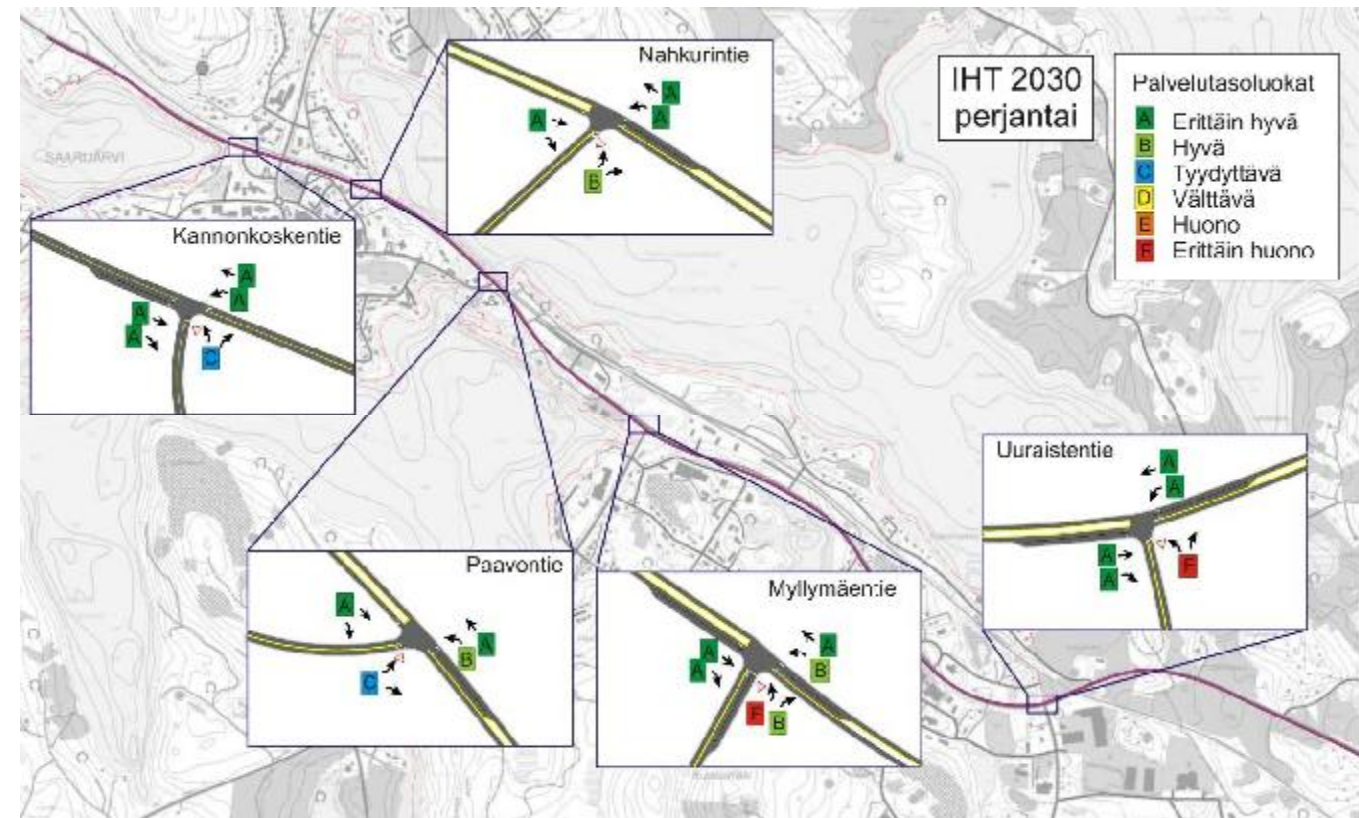 Nahkurintie
A
A
A
B
IHT 2030
perjantai
Palvelutasoluokat
A Erittäin hyvä
B Hyvä
C Tyydyttävä
D Välttävä
E Huono
F Erittäin huono
SAARIJÄRVI
Kannonkoskentie
A
A
A
A
C
Uuraistentie
A
A
A
A
F
Paavontie
A
A
B
C
Myllymäentie
A
A
A
B
F
B